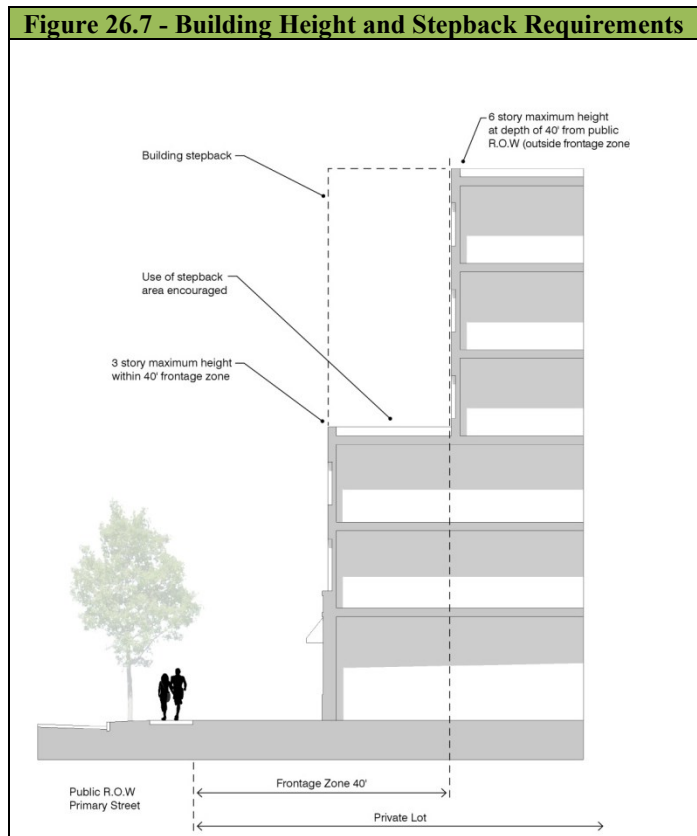 Figure 26.7 - Building Height and Stepback Requirements
6 story maximum height
at depth of 40' from public
R.O.W (outside frontage zone
Building stepback
Use of stepback
area encouraged
3 story maximum height
within 40' frontage zone
Public R.O.W
Primary Street
Frontage Zone 40'
Private Lot